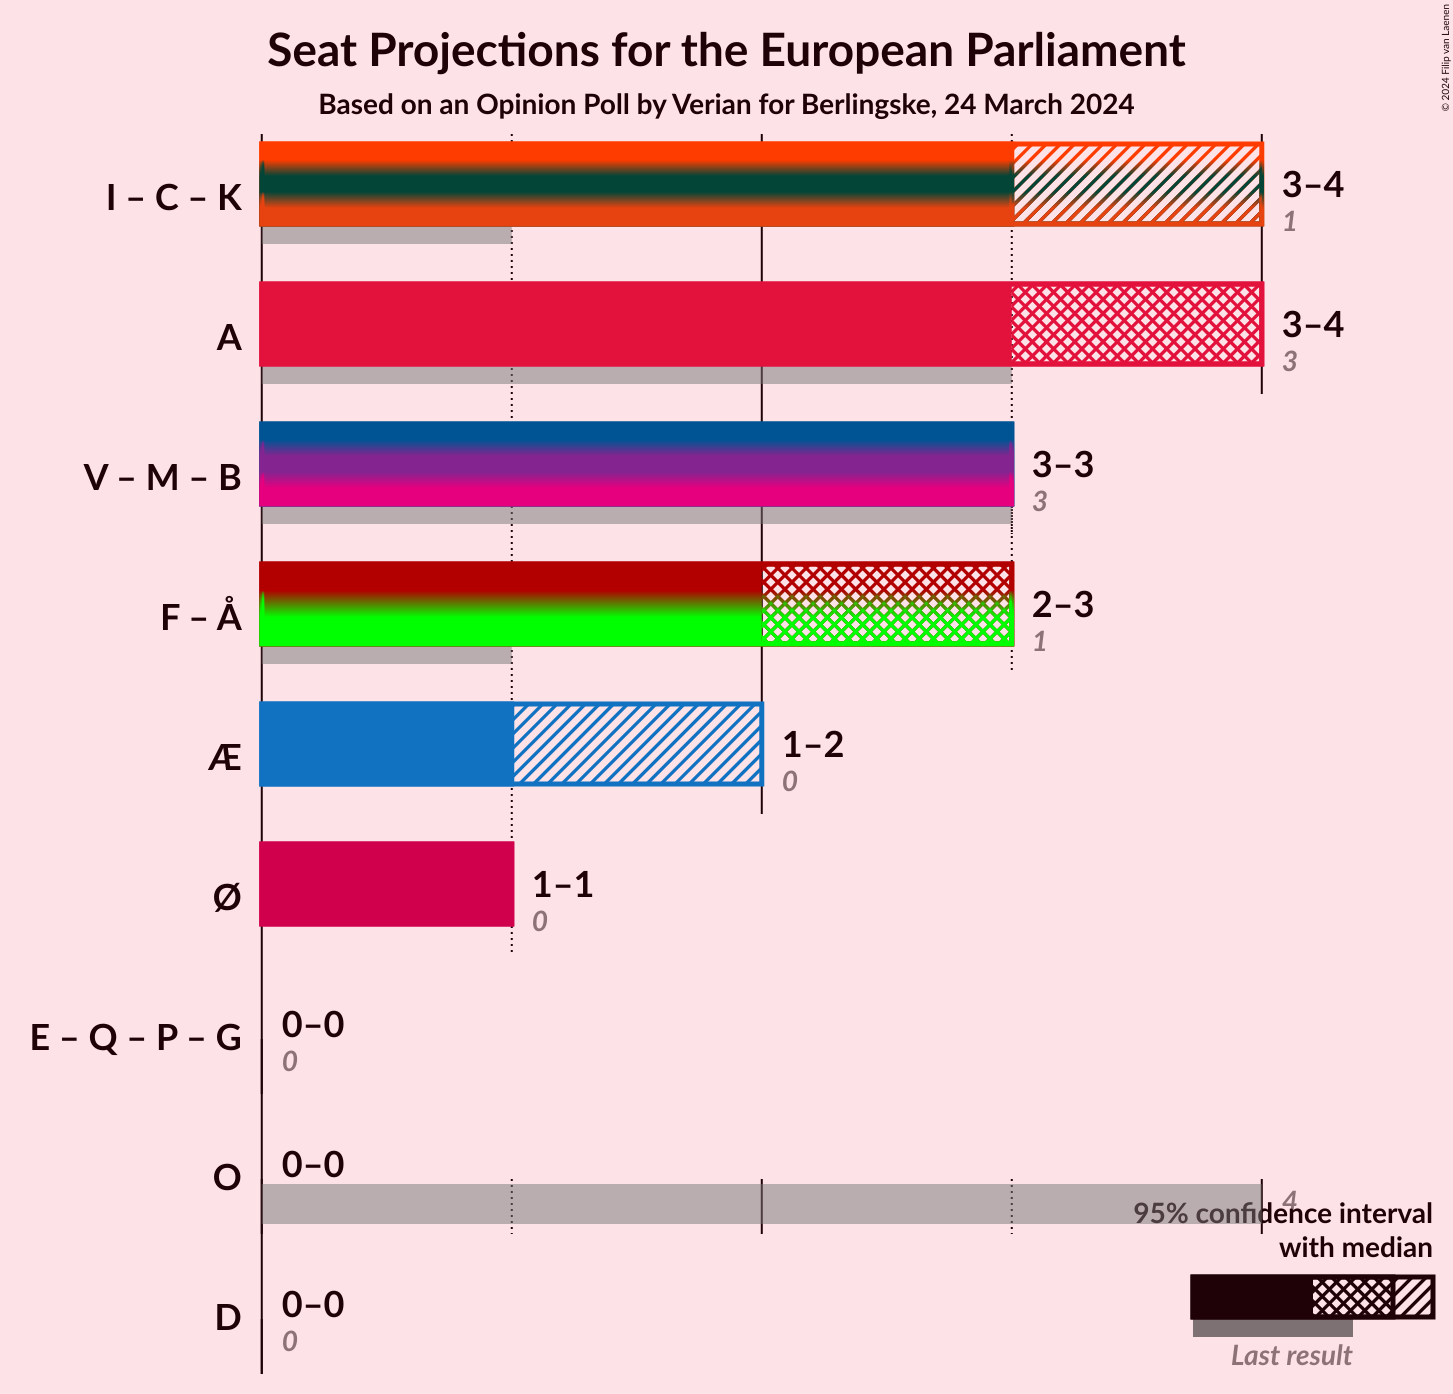 Seat Projections for the European Parliament
Based on an Opinion Poll by Verian for Berlingske, 24 March 2024
© 2024 Filip van Laenen
I – C – K
3–4
1
A
3–4
3
V – M – B
3–3
3
F – Å
2–3
1
Æ
1–2
0
Ø
1–1
0
E – Q – P – G
0–0
0
O
0–0
4
D
0–0
0
95% confidence interval
with median
Last result